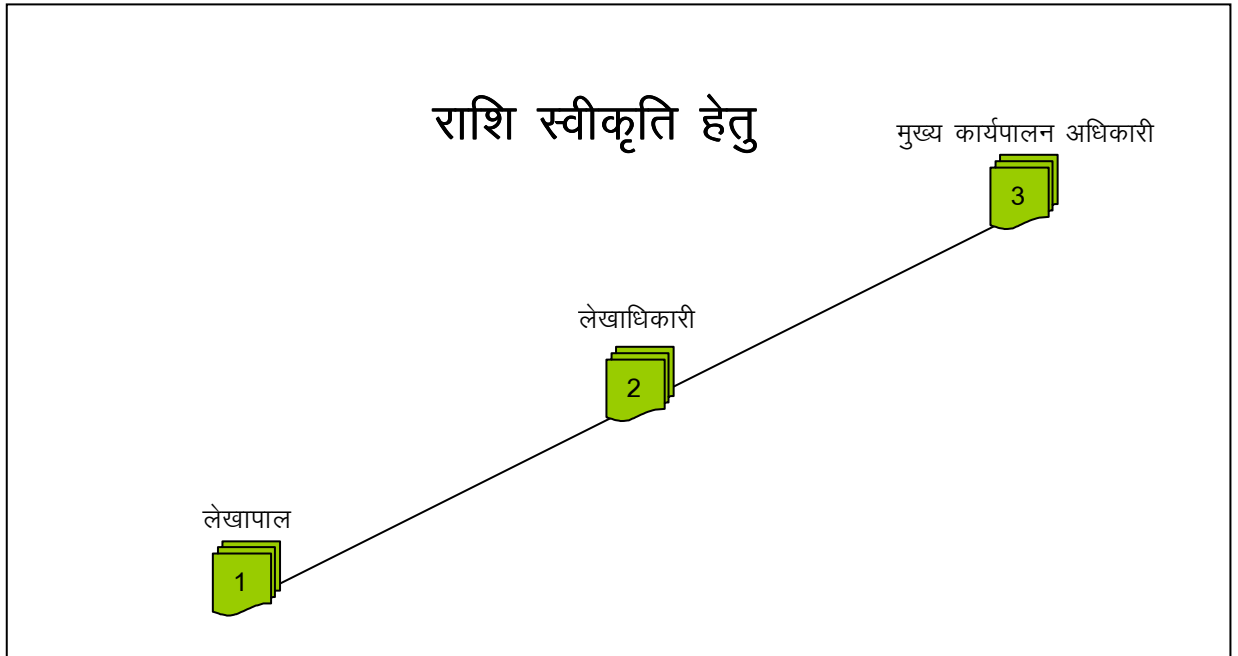 राशि स्वीकृति हेतु
मुख्य कार्यपालन अधिकारी
3
लेखाधिकारी
2
लेखापाल
1